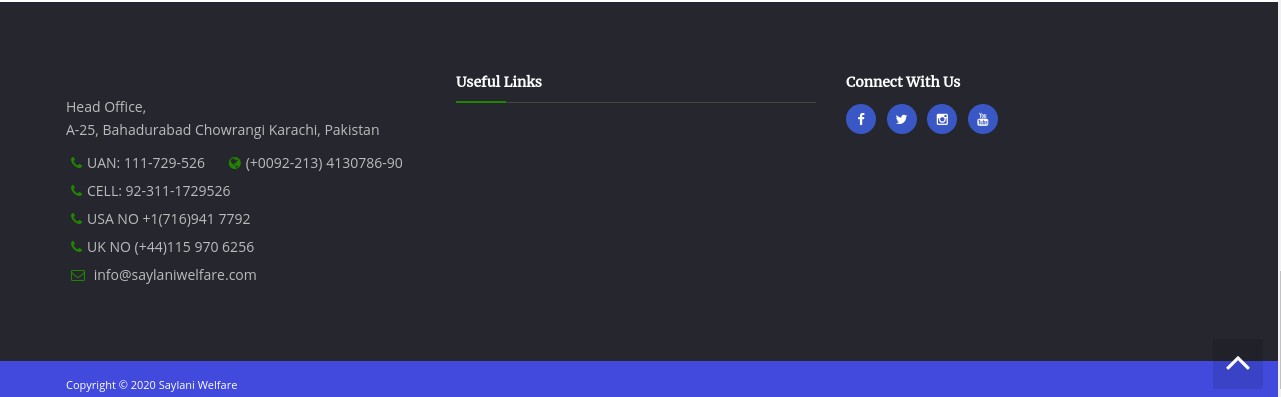 Head Office,
A-25, Bahadurabad Chowrangi Karachi, Pakistan
UAN: 111-729-526 (+0092-213) 4130786-90
CELL: 92-311-1729526
USA NO +1(716)941 7792
UK NO (+44)115 970 6256
info@saylaniwelfare.com
Useful Links
Connect With Us
Copyright © 2020 Saylani Welfare